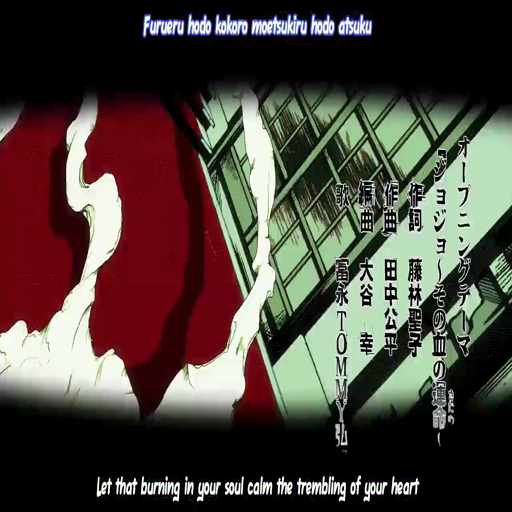 Furueru hodo kokoro moetsukiru hodo atsuku
オープニングテーマ
『ジョジョ〜その血の運命〜
さだめ
作詞 藤林聖子
作曲 田中公平
編曲 大谷 幸
歌 富永TOMMY弘
Let that burning in your soul calm the trembling of your heart